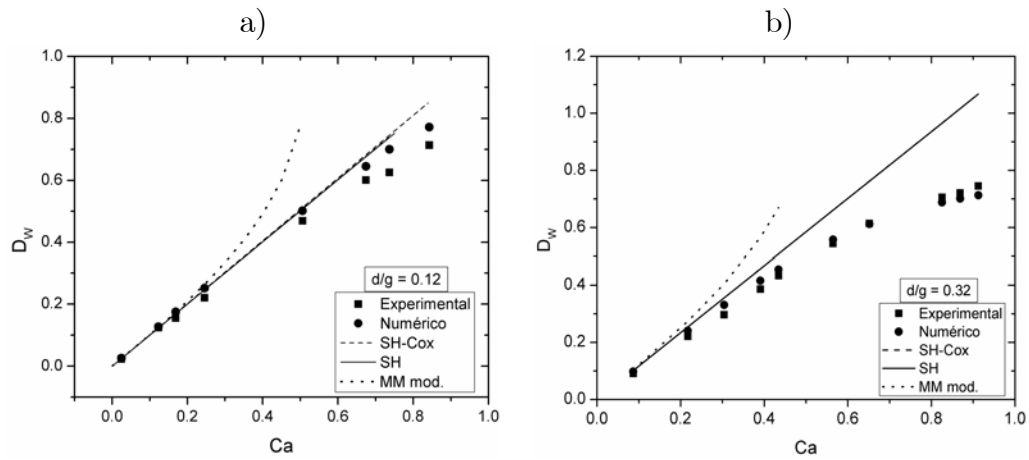 a)
1.0
0.8
0.6
0.4
0.2
0.0
D_W
d/g = 0.12
Experimental
Numérico
SH-Cox
SH
MM mod.
0.0 0.2 0.4 0.6 0.8 1.0
Ca
b)
1.2
1.0
0.8
0.6
0.4
0.2
0.0
D_W
d/g = 0.32
Experimental
Numérico
SH-Cox
SH
MM mod.
0.0 0.2 0.4 0.6 0.8 1.0
Ca